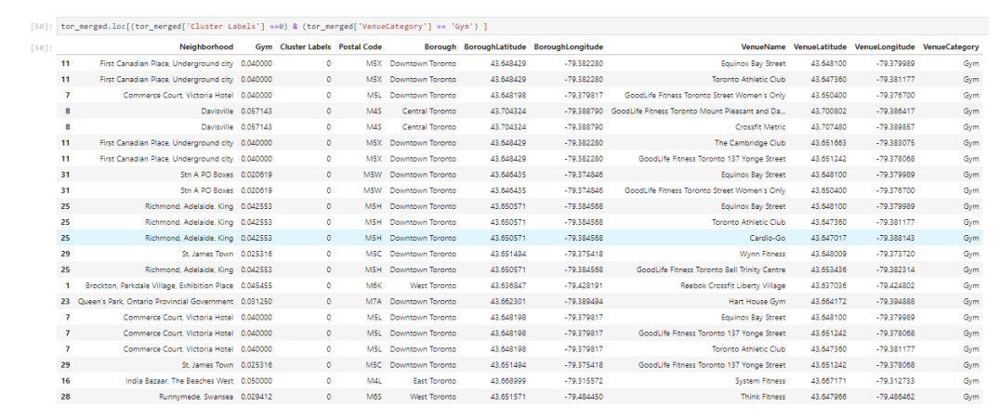 [58]: tor_merged.loc[(tor_merged['Cluster Labels'] ==0) & (tor_merged['VenueCategory'] == 'Gym') ]
[58]: Neighborhood Gym Cluster Labels Postal Code Borough BoroughLatitude BoroughLongitude VenueName VenueLatitude VenueLongitude VenueCategory
11 First Canadian Place, Underground city 0.040000 0 M5X Downtown Toronto 43.648429 -79.382280 Equinox Bay Street 43.648100 -79.379989 Gym
11 First Canadian Place, Underground city 0.040000 0 M5X Downtown Toronto 43.648429 -79.382280 Toronto Athletic Club 43.647360 -79.381177 Gym
7 Commerce Court, Victoria Hotel 0.040000 0 M5L Downtown Toronto 43.648198 -79.379817 GoodLife Fitness Toronto Street Women's Only 43.650400 -79.376700 Gym
8 Davisville 0.057143 0 M4S Central Toronto 43.704324 -79.388790 GoodLife Fitness Toronto Mount Pleasant and Da... 43.700802 -79.386417 Gym
8 Davisville 0.057143 0 M4S Central Toronto 43.704324 -79.388790 Crossfit Metric 43.707480 -79.389857 Gym
11 First Canadian Place, Underground city 0.040000 0 M5X Downtown Toronto 43.648429 -79.382280 The Cambridge Club 43.651663 -79.383075 Gym
11 First Canadian Place, Underground city 0.040000 0 M5X Downtown Toronto 43.648429 -79.382280 GoodLife Fitness Toronto 137 Yonge Street 43.651242 -79.378068 Gym
31 Stn A PO Boxes 0.020619 0 M5W Downtown Toronto 43.646435 -79.374846 Equinox Bay Street 43.648100 -79.379989 Gym
31 Stn A PO Boxes 0.020619 0 M5W Downtown Toronto 43.646435 -79.374846 GoodLife Fitness Toronto Street Women's Only 43.650400 -79.376700 Gym
25 Richmond, Adelaide, King 0.042553 0 M5H Downtown Toronto 43.650571 -79.384568 Equinox Bay Street 43.648100 -79.379989 Gym
25 Richmond, Adelaide, King 0.042553 0 M5H Downtown Toronto 43.650571 -79.384568 Toronto Athletic Club 43.647360 -79.381177 Gym
25 Richmond, Adelaide, King 0.042553 0 M5H Downtown Toronto 43.650571 -79.384568 Cardio-Go 43.647017 -79.388143 Gym
29 St. James Town 0.025316 0 M5C Downtown Toronto 43.651494 -79.375418 Wynn Fitness 43.648009 -79.373720 Gym
25 Richmond, Adelaide, King 0.042553 0 M5H Downtown Toronto 43.650571 -79.384568 GoodLife Fitness Toronto Bell Trinity Centre 43.653436 -79.382314 Gym
1 Brockton, Parkdale Village, Exhibition Place 0.045455 0 M6K West Toronto 43.636847 -79.428191 Reebok Crossfit Liberty Village 43.637036 -79.424802 Gym
23 Queen's Park, Ontario Provincial Government 0.031250 0 M7A Downtown Toronto 43.662301 -79.389494 Hart House Gym 43.664172 -79.394888 Gym
7 Commerce Court, Victoria Hotel 0.040000 0 M5L Downtown Toronto 43.648198 -79.379817 Equinox Bay Street 43.648100 -79.379989 Gym
7 Commerce Court, Victoria Hotel 0.040000 0 M5L Downtown Toronto 43.648198 -79.379817 GoodLife Fitness Toronto 137 Yonge Street 43.651242 -79.378068 Gym
7 Commerce Court, Victoria Hotel 0.040000 0 M5L Downtown Toronto 43.648198 -79.379817 Toronto Athletic Club 43.647360 -79.381177 Gym
29 St. James Town 0.025316 0 M5C Downtown Toronto 43.651494 -79.375418 GoodLife Fitness Toronto 137 Yonge Street 43.651242 -79.378068 Gym
16 India Bazaar, The Beaches West 0.050000 0 M4L East Toronto 43.668999 -79.315572 System Fitness 43.667171 -79.312733 Gym
28 Runnymede, Swansea 0.029412 0 M6S West Toronto 43.651571 -79.484450 Think Fitness 43.647966 -79.486462 Gym